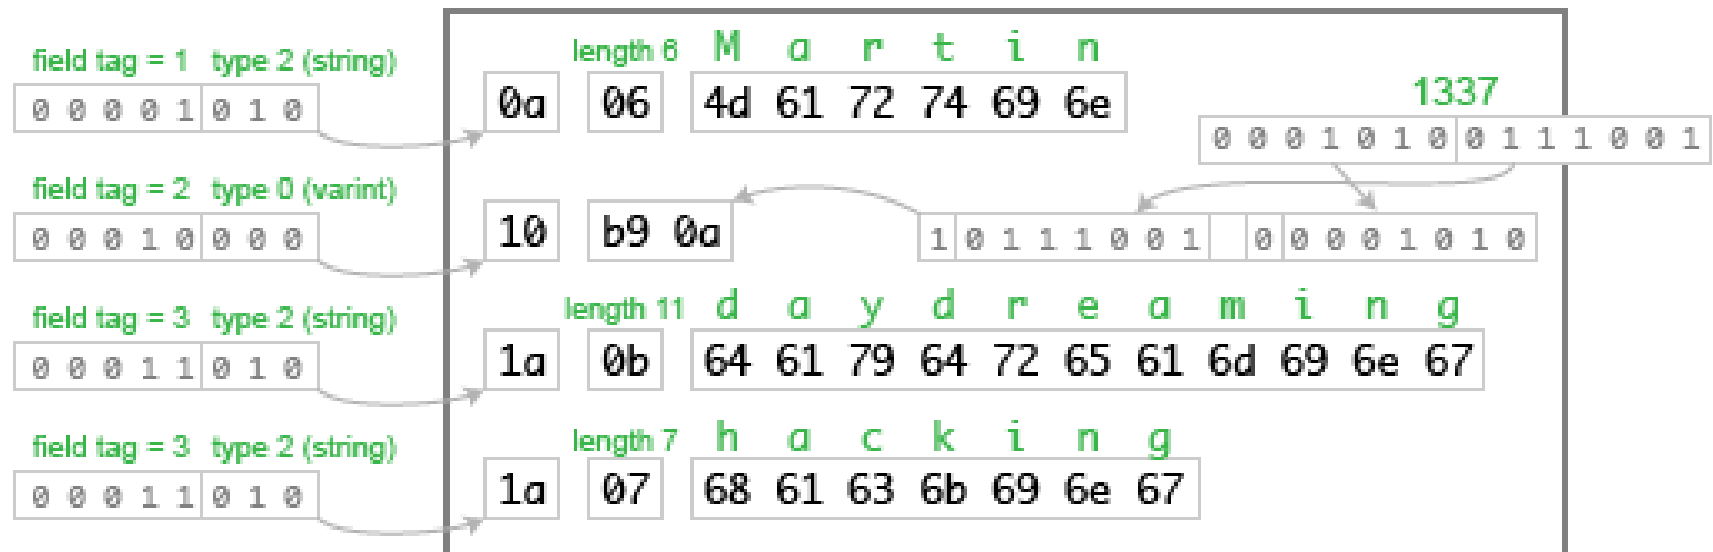 length 6 M a r t i n
field tag = 1 type 2 (string)
0 0 0 0 1 0 1 0 0a 06 4d 61 72 74 69 6e
1337
0 0 0 1 0 1 0 0 1 1 1 0 0 1
field tag = 2 type 0 (varint)
0 0 0 1 0 0 0 0 10 b9 0a 1 0 1 1 1 0 0 1 0 0 0 0 1 0 1 0
length 11 d a y d r e a m i n g
field tag = 3 type 2 (string)
0 0 0 1 1 0 1 0 1a 0b 64 61 79 64 72 65 61 6d 69 6e 67
length 7 h a c k i n g
field tag = 3 type 2 (string)
0 0 0 1 1 0 1 0 1a 07 68 61 63 6b 69 6e 67